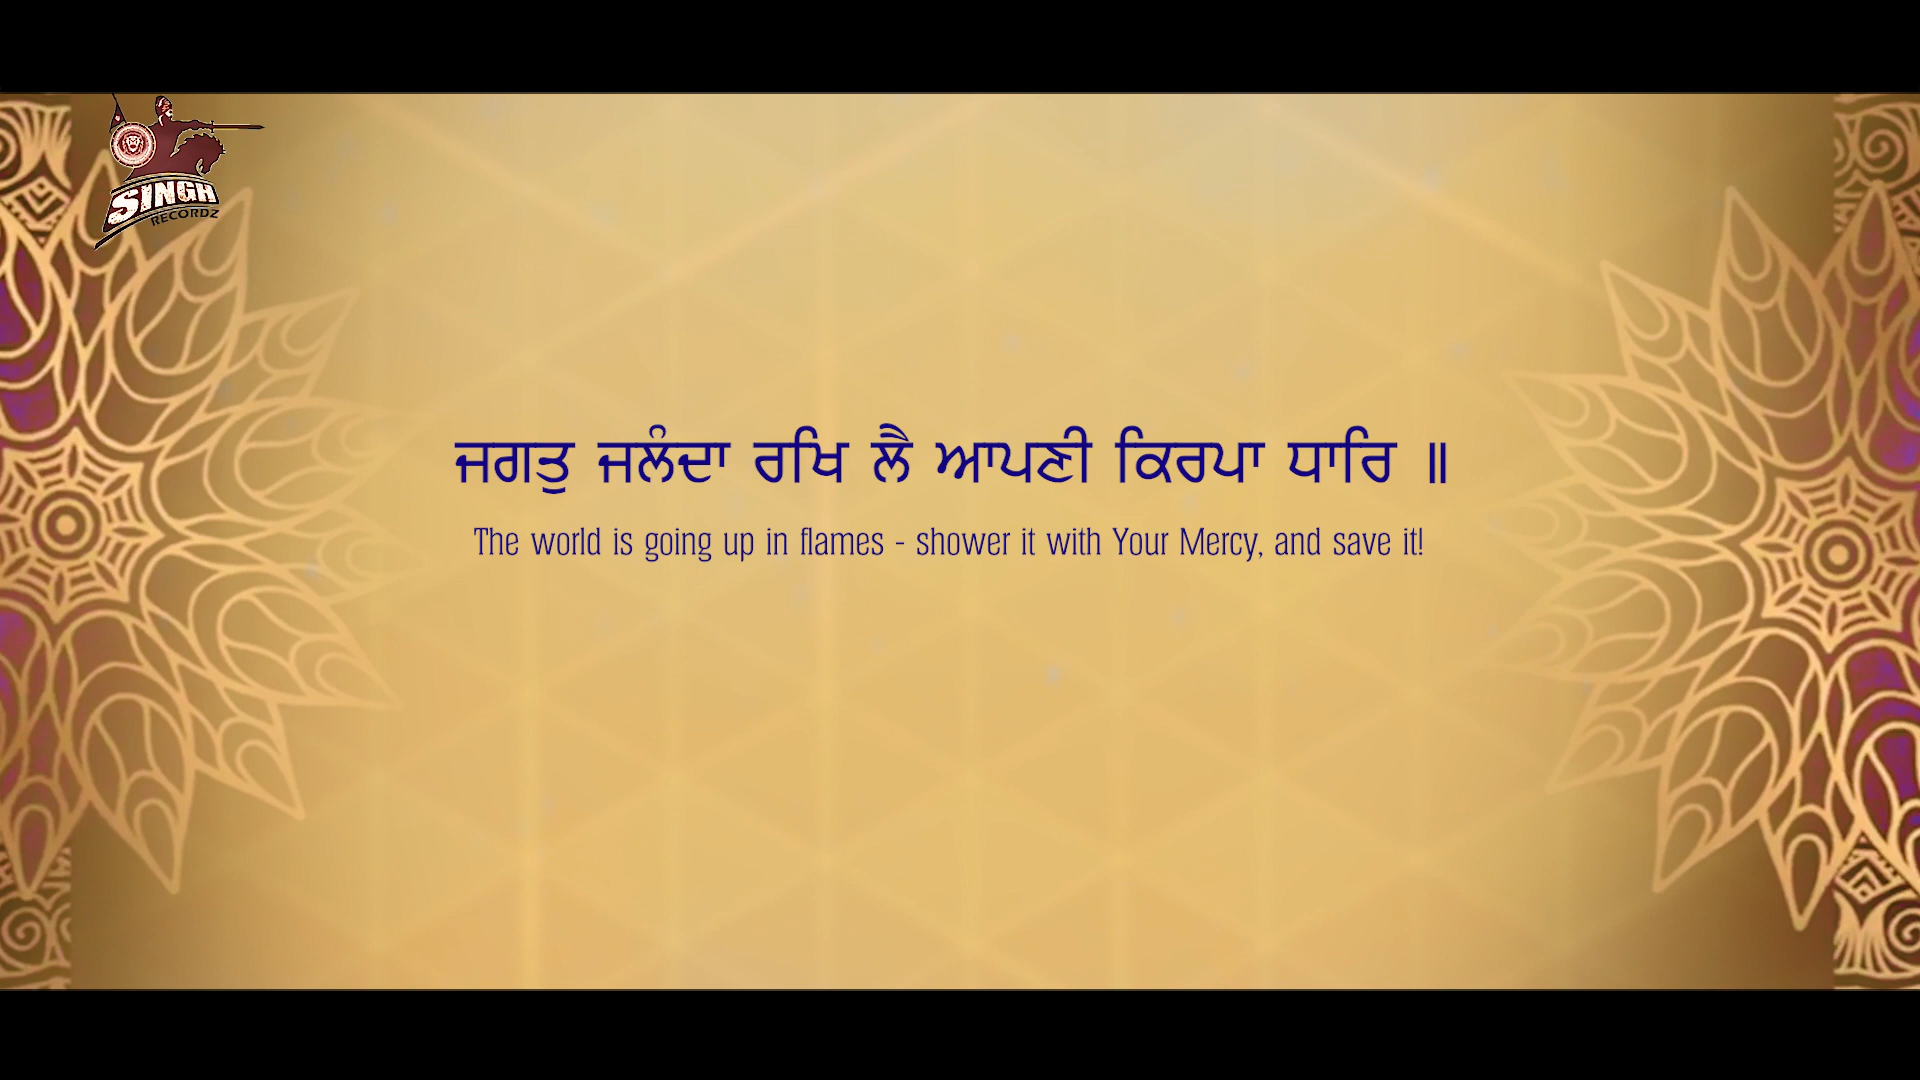 SINGH
RECORDZ
ਜਗਤੁ ਜਲੰਦਾ ਰਖਿ ਲੈ ਆਪਣੀ ਕਿਰਪਾ ਧਾਰਿ ॥
The world is going up in flames - shower it with Your Mercy, and save it!